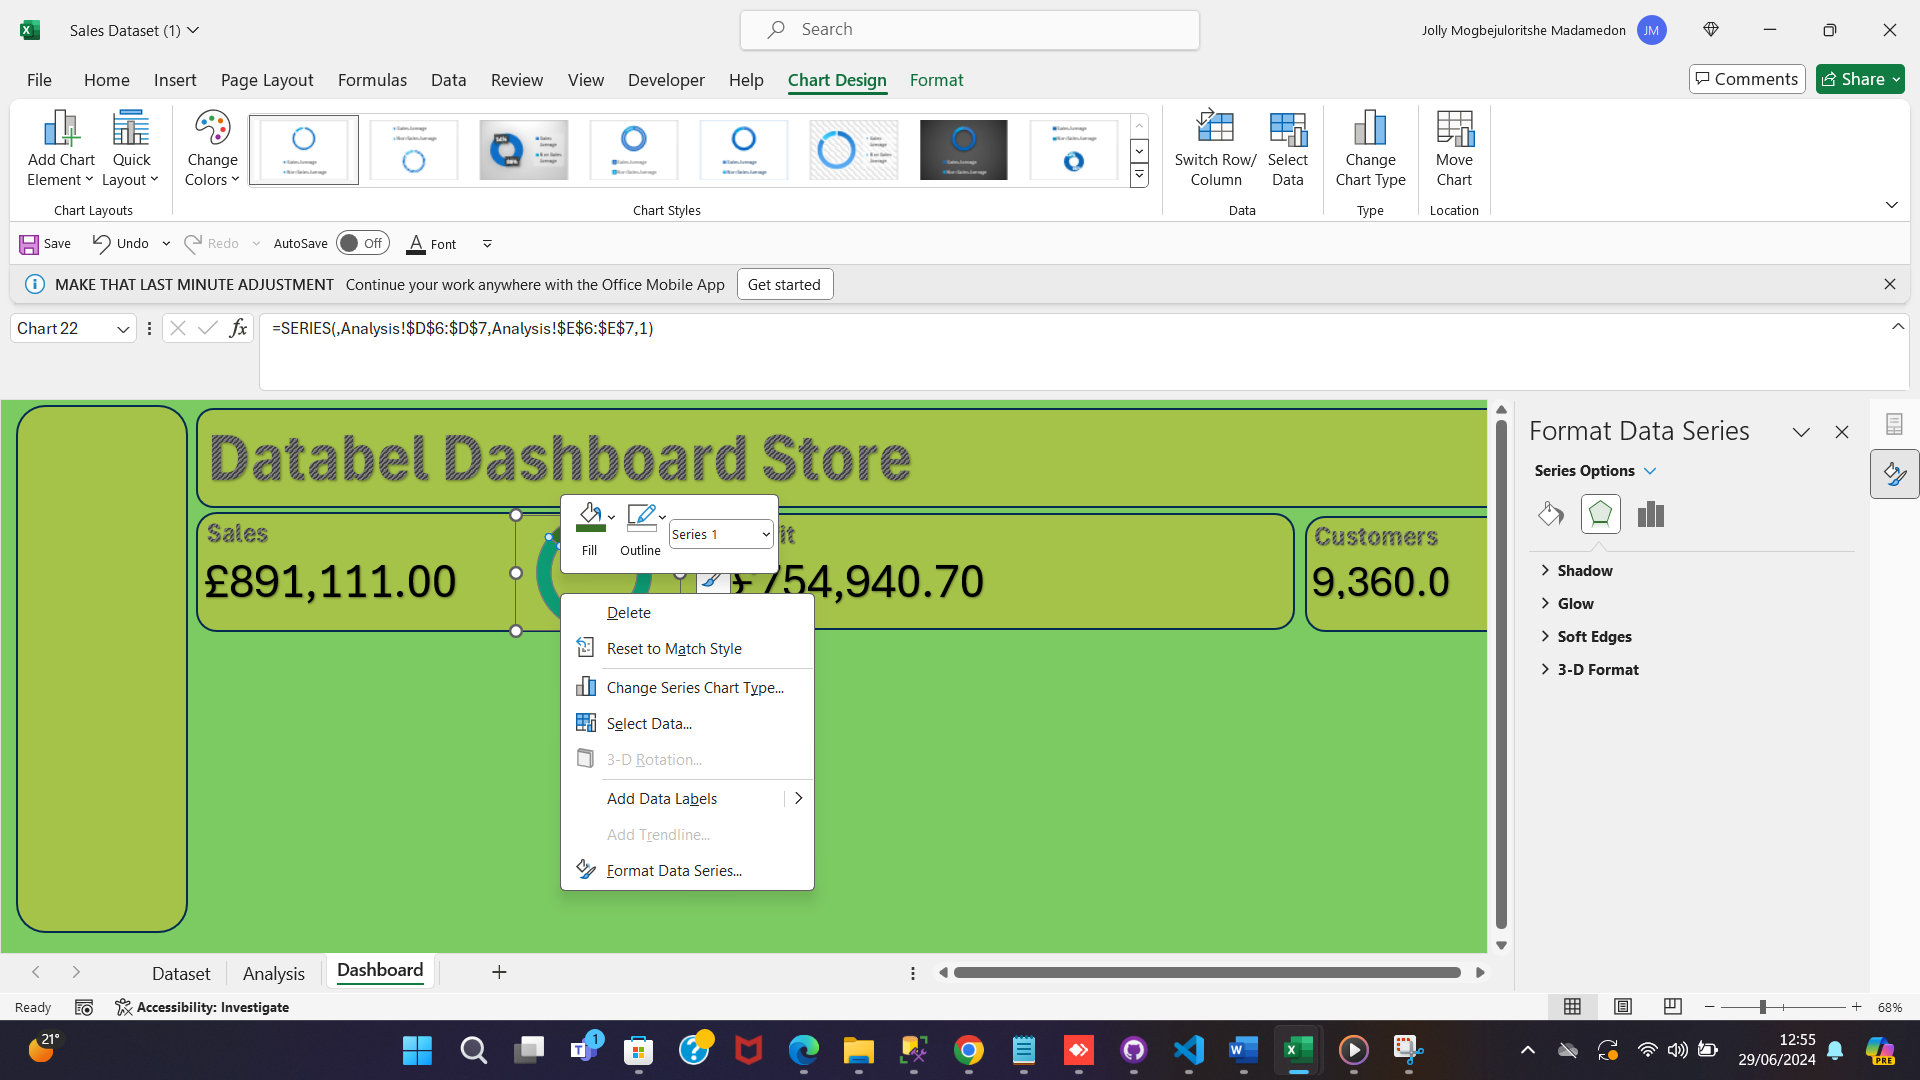 Sales Dataset (1)
Search
Jolly Mogbejuloritshe Madamedon
JM
File Home Insert Page Layout Formulas Data Review View Developer Help Chart Design Format
Comments
Share
Add Chart Element
Quick Layout
Chart Layouts
Change Colors
Chart Styles
Switch Row/ Column
Select Data
Data
Change Chart Type
Type
Move Chart
Location
Save Undo Redo AutoSave Off Font
MAKE THAT LAST MINUTE ADJUSTMENT Continue your work anywhere with the Office Mobile App Get started
Chart 22
fx
=SERIES(,Analysis!$D$6:$D$7,Analysis!$E$6:$E$7,1)
Databel Dashboard Store
Sales
£891,111.00
it
£754,940.70
Customers
9,360.0
Fill
Outline
Series 1
Delete
Reset to Match Style
Change Series Chart Type...
Select Data...
3-D Rotation...
Add Data Labels
Add Trendline...
Format Data Series...
Format Data Series
Series Options
Shadow
Glow
Soft Edges
3-D Format
Dataset Analysis Dashboard
Ready
Accessibility: Investigate
68%
21°
1
12:55
29/06/2024
PRE